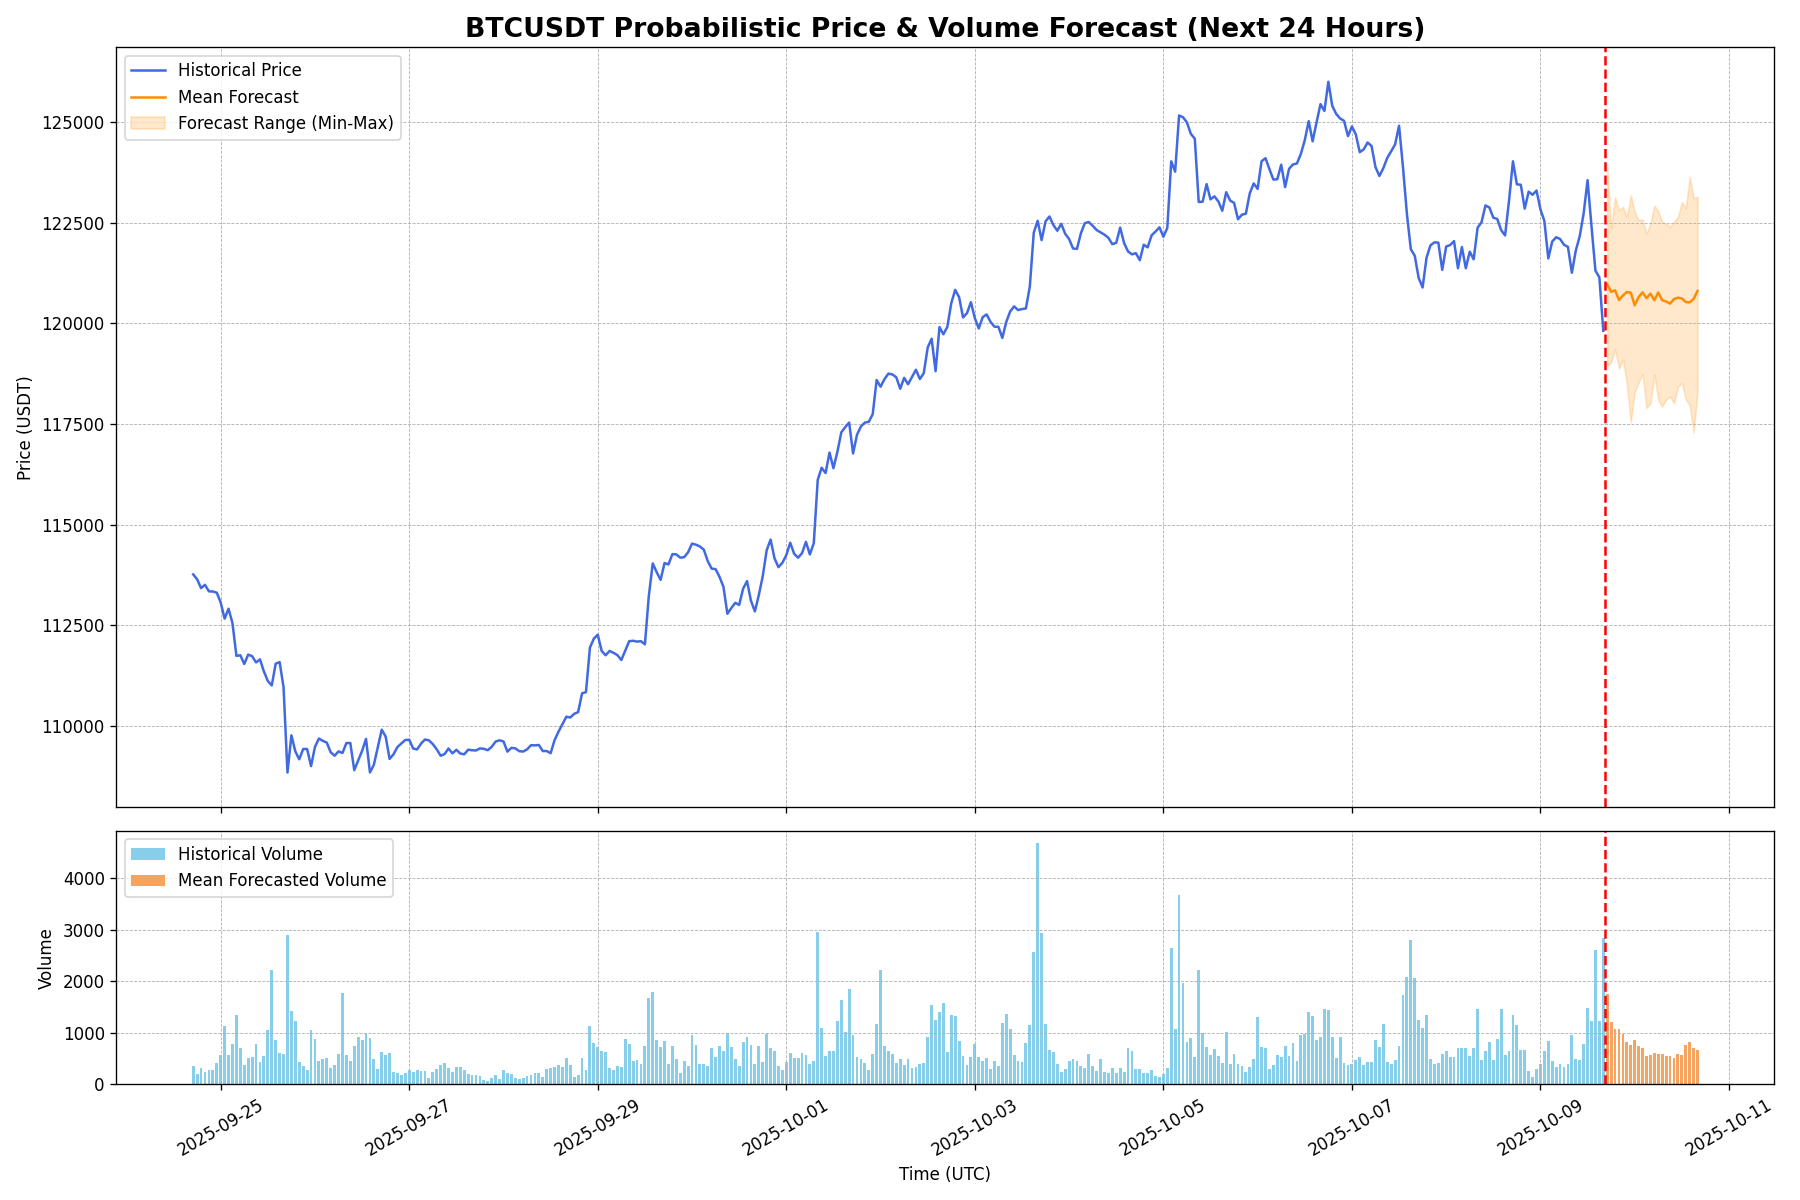 BTCUSDT Probabilistic Price & Volume Forecast (Next 24 Hours)
Historical Price
Mean Forecast
Forecast Range (Min-Max)
125000
122500
120000
117500
115000
112500
110000
Price (USDT)
Historical Volume
Mean Forecasted Volume
4000
3000
2000
1000
0
Volume
2025-09-25
2025-09-27
2025-09-29
2025-10-01
2025-10-03
2025-10-05
2025-10-07
2025-10-09
2025-10-11
Time (UTC)